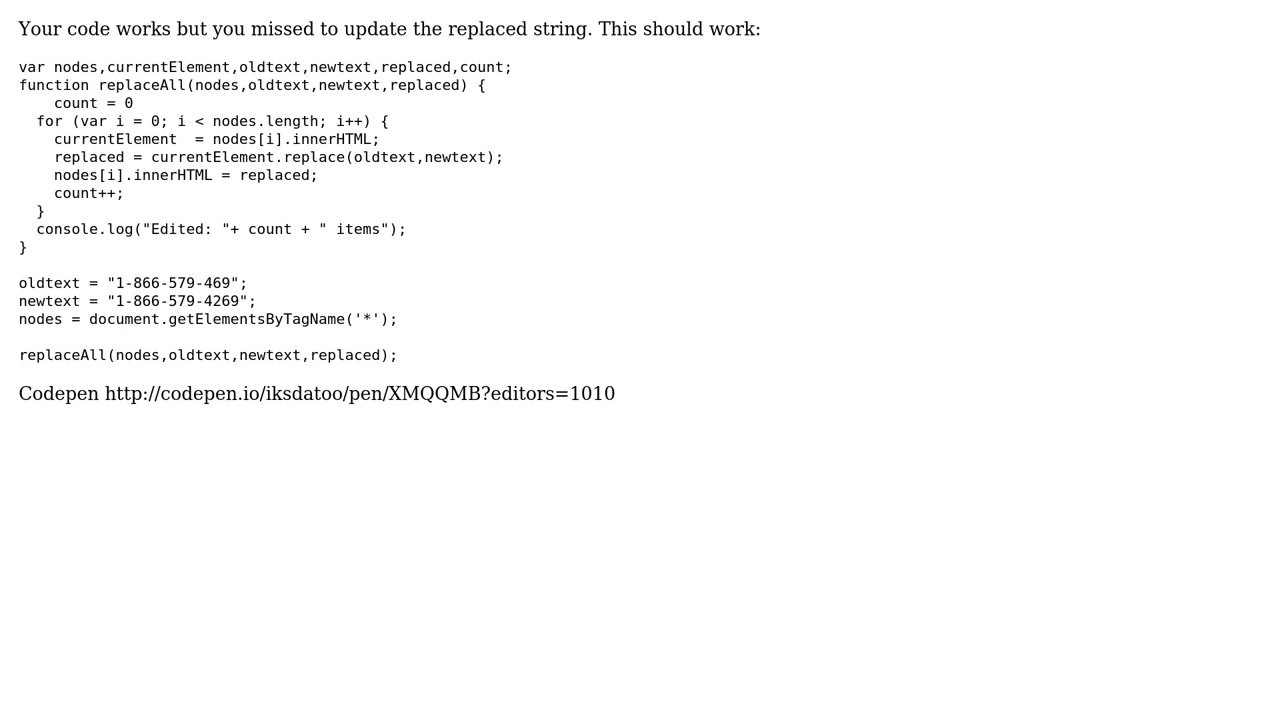 Your code works but you missed to update the replaced string. This should work:
var nodes,currentElement,oldtext,newtext,replaced,count;
function replaceAll(nodes,oldtext,newtext,replaced) {
    count = 0
  for (var i = 0; i < nodes.length; i++) {
    currentElement  = nodes[i].innerHTML;
    replaced = currentElement.replace(oldtext,newtext);
    nodes[i].innerHTML = replaced;
    count++;
  }
  console.log("Edited: "+ count + " items");
}
oldtext = "1-866-579-469";
newtext = "1-866-579-4269";
nodes = document.getElementsByTagName('*');
replaceAll(nodes,oldtext,newtext,replaced);
Codepen http://codepen.io/iksdatoo/pen/XMQQMB?editors=1010